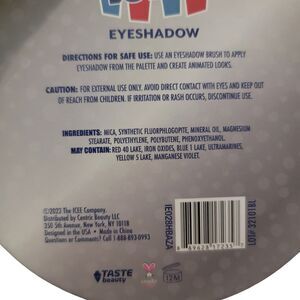 EYESHADOW
DIRECTIONS FOR SAFE USE: USE AN EYESHADOW BRUSH TO APPLY
EYESHADOW FROM THE PALETTE AND CREATE ANIMATED LOOKS.
CAUTION: FOR EXTERNAL USE ONLY. AVOID DIRECT CONTACT WITH EYES AND KEEP OUT
OF REACH FROM CHILDREN. IF IRRITATION OR RASH OCCURS, DISCONTINUE USE.
INGREDIENTS: MICA, SYNTHETIC FLUORPHLOGOPITE, MINERAL OIL, MAGNESIUM
STEARATE, POLYETHYLENE, POLYBUTENE, PHENOXYETHANOL.
MAY CONTAIN: RED 40 LAKE, IRON OXIDES, BLUE 1 LAKE, ULTRAMARINES,
YELLOW 5 LAKE, MANGANESE VIOLET.
2023 The ICEE Company.
Distributed by Centric Beauty LLC
350 5th Avenue, New York, NY 10118
Designed in the USA • Made in China
Questions or Comments? Call 1-888-893-0993
TASTE
beauty
12M